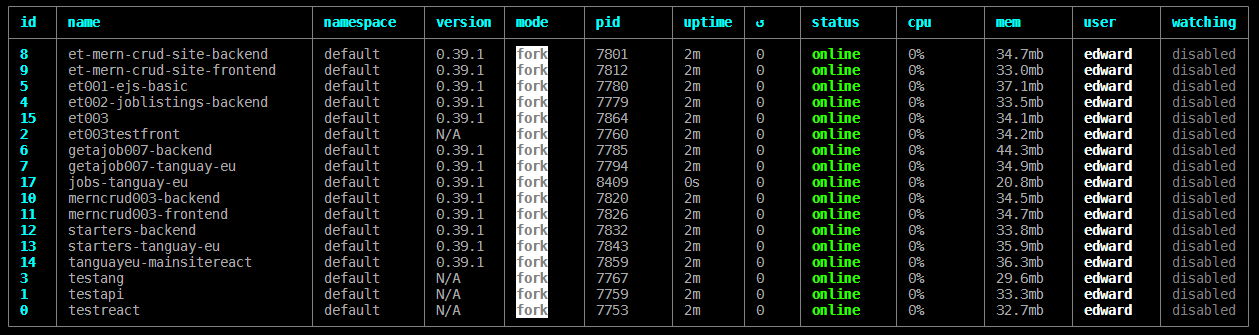 id name namespace version mode pid uptime ↺ status cpu mem user watching
8 et-mern-crud-site-backend default 0.39.1 fork 7801 2m 0 online 0% 34.7mb edward disabled
9 et-mern-crud-site-frontend default 0.39.1 fork 7812 2m 0 online 0% 33.0mb edward disabled
5 et001-ejs-basic default 0.39.1 fork 7780 2m 0 online 0% 37.1mb edward disabled
4 et002-joblistings-backend default 0.39.1 fork 7779 2m 0 online 0% 33.5mb edward disabled
15 et003 default 0.39.1 fork 7864 2m 0 online 0% 34.1mb edward disabled
2 et003testfront default N/A fork 7760 2m 0 online 0% 34.2mb edward disabled
6 getajob007-backend default 0.39.1 fork 7785 2m 0 online 0% 44.3mb edward disabled
7 getajob007-tanguay-eu default 0.39.1 fork 7794 2m 0 online 0% 34.9mb edward disabled
17 jobs-tanguay-eu default 0.39.1 fork 8409 0s 0 online 0% 20.8mb edward disabled
10 merncrud003-backend default 0.39.1 fork 7820 2m 0 online 0% 34.5mb edward disabled
11 merncrud003-frontend default 0.39.1 fork 7826 2m 0 online 0% 34.7mb edward disabled
12 starters-backend default 0.39.1 fork 7832 2m 0 online 0% 33.8mb edward disabled
13 starters-tanguay-eu default 0.39.1 fork 7843 2m 0 online 0% 35.9mb edward disabled
14 tanguayeu-mainsitereact default 0.39.1 fork 7859 2m 0 online 0% 36.3mb edward disabled
3 testang default N/A fork 7767 2m 0 online 0% 29.6mb edward disabled
1 testapi default N/A fork 7759 2m 0 online 0% 33.3mb edward disabled
0 testreact default N/A fork 7753 2m 0 online 0% 32.7mb edward disabled